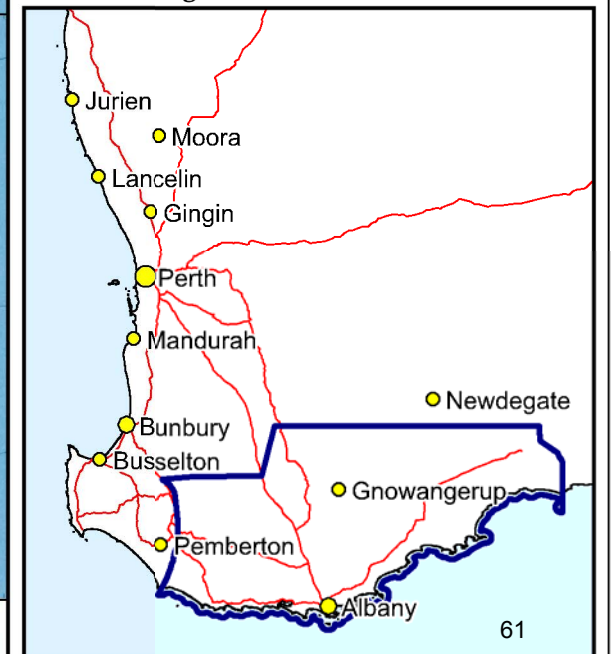 Jurien
Moora
Lancelin
Gingin
Perth
Mandurah
Newdegate
Bunbury
Busselton
Gnowangerup
Pemberton
Albany
61